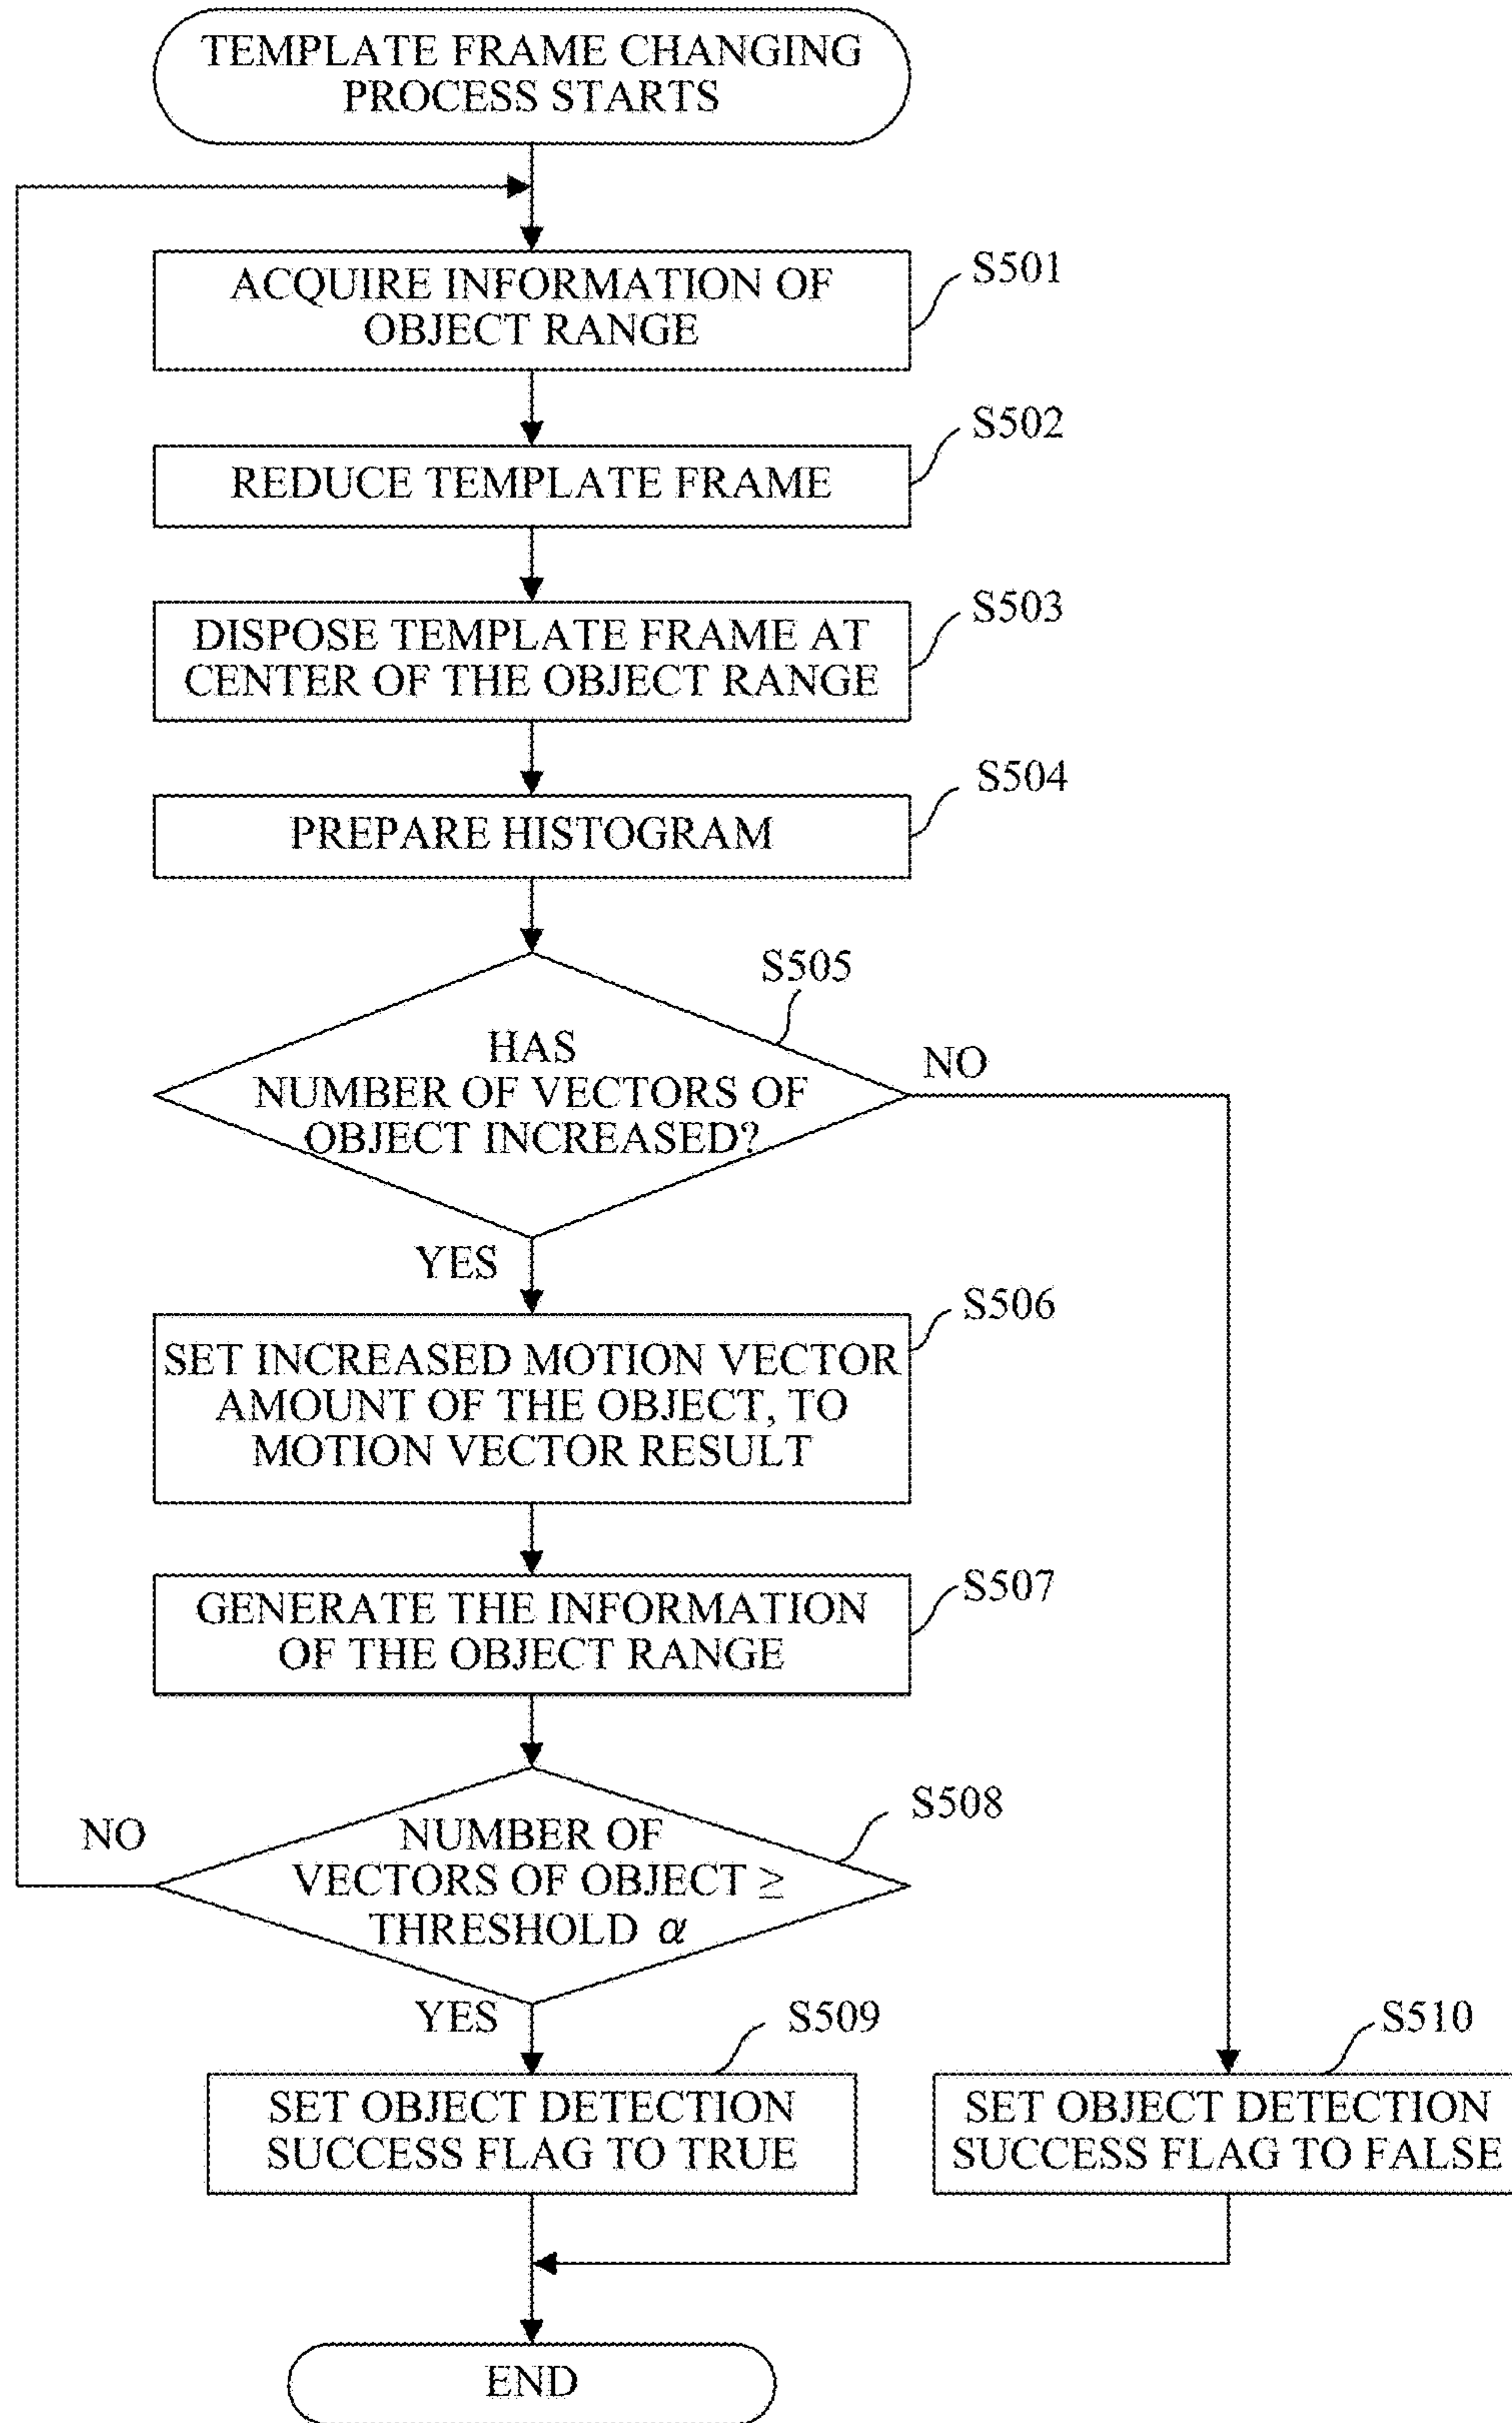 TEMPLATE FRAME CHANGING
PROCESS STARTS
ACQUIRE INFORMATION OF
OBJECT RANGE
S501
REDUCE TEMPLATE FRAME
S502
DISPOSE TEMPLATE FRAME AT
CENTER OF THE OBJECT RANGE
S503
PREPARE HISTOGRAM
S504
HAS
NUMBER OF VECTORS OF
OBJECT INCREASED?
S505
NO
YES
SET INCREASED MOTION VECTOR
AMOUNT OF THE OBJECT, TO
MOTION VECTOR RESULT
S506
GENERATE THE INFORMATION
OF THE OBJECT RANGE
S507
NUMBER OF
VECTORS OF OBJECT ≥
THRESHOLD α
S508
NO
YES
SET OBJECT DETECTION
SUCCESS FLAG TO TRUE
S509
SET OBJECT DETECTION
SUCCESS FLAG TO FALSE
S510
END